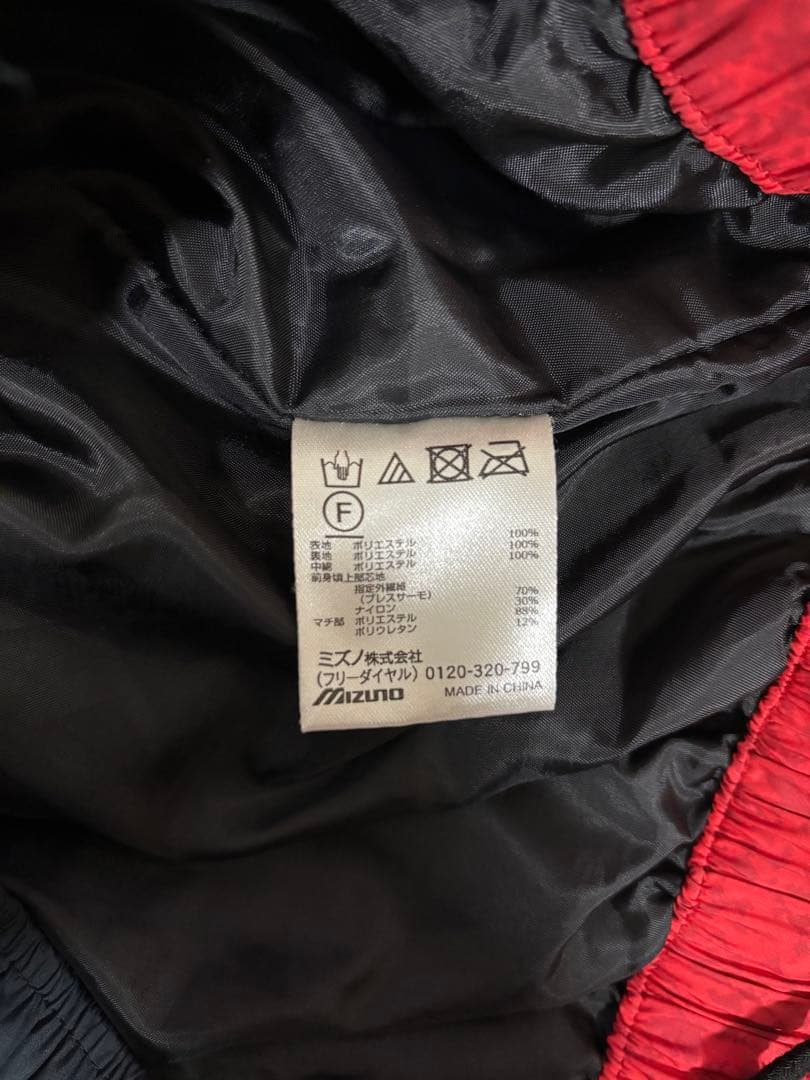 F
表地 ポリエステル 100%
裏地 ポリエステル 100%
中綿 ポリエステル 100%
前身頃上部芯地
指定外繊維
(ブレスサーモ) 70%
ナイロン 30%
マチ部 ポリエステル 88%
ポリウレタン 12%
ミズノ株式会社
(フリーダイヤル) 0120-320-799
MIZUNO MADE IN CHINA